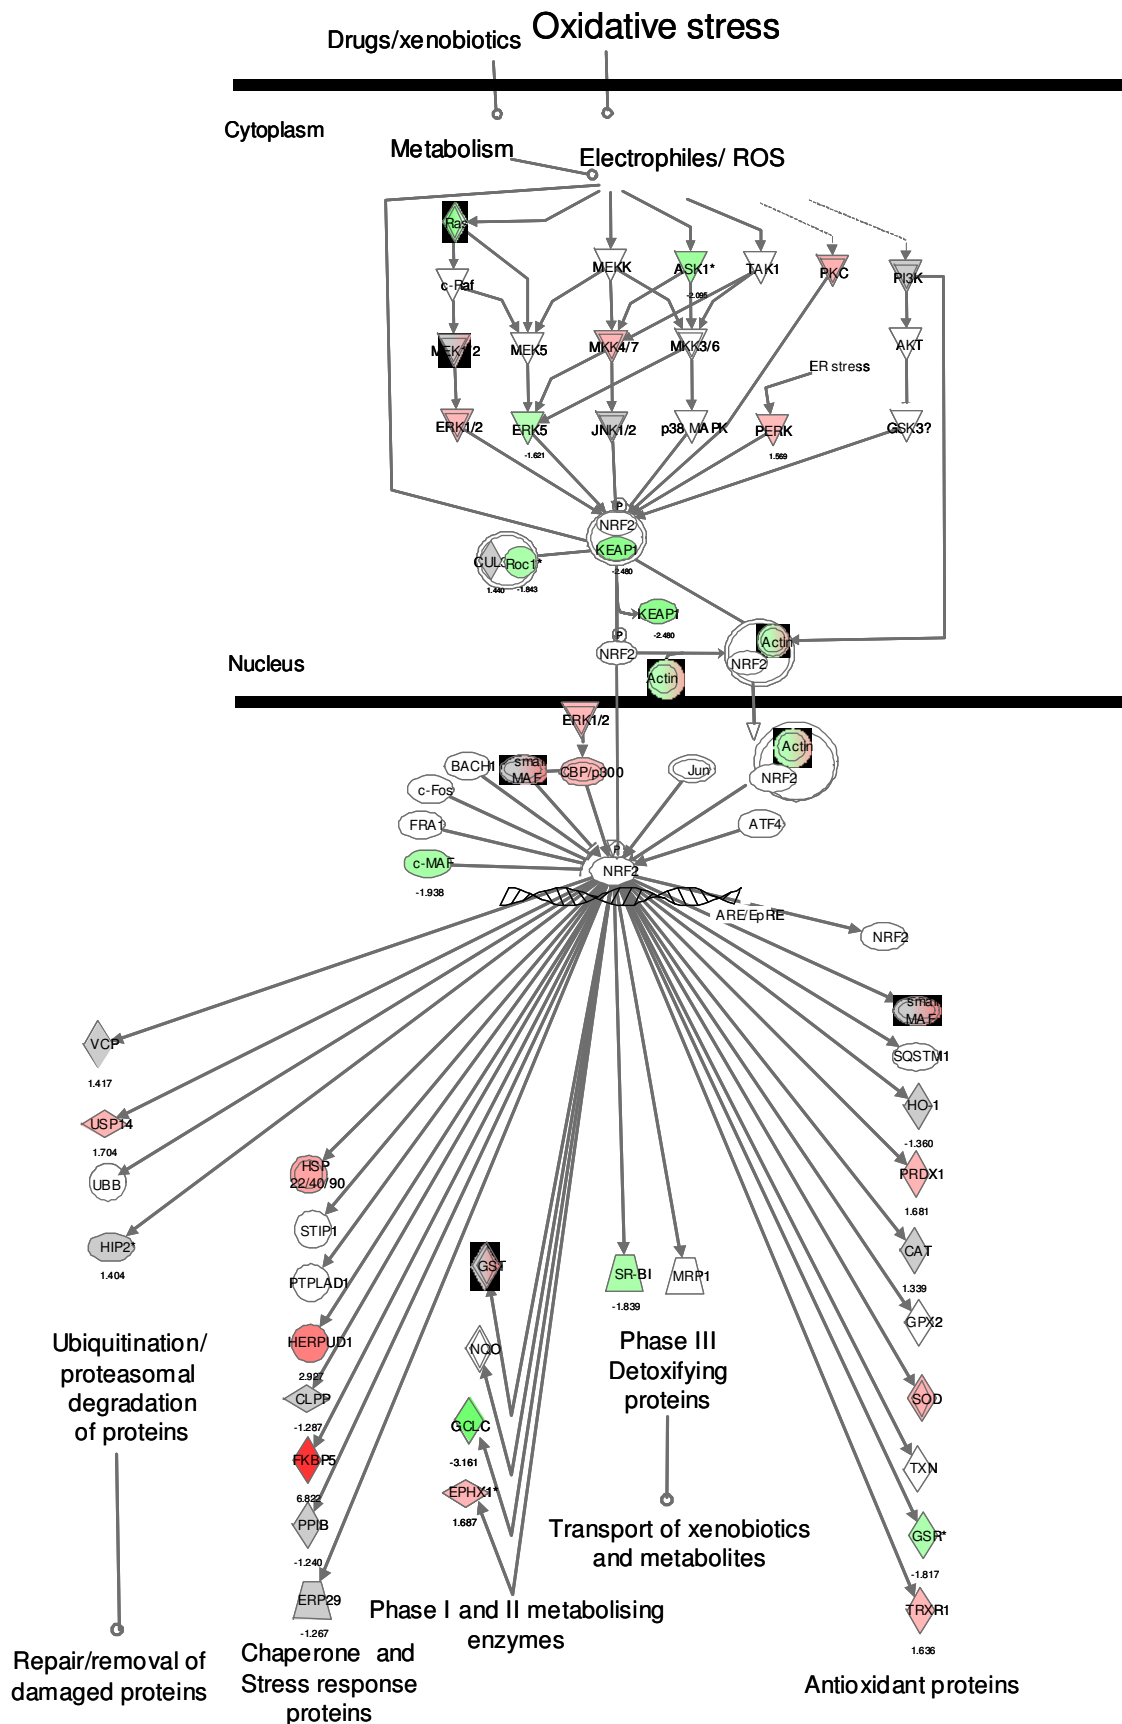 Oxidative stress
Drugs/xenobiotics
Cytoplasm
Metabolism
Electrophiles/ ROS
Ras
MEKK
ASK1*
-2.095
TAK1
PKC
PI3K
c-Raf
MEK1/2
MEK5
MKK4/7
MKK3/6
AKT
ER stress
ERK1/2
ERK5
-1.621
JNK1/2
p38 MAPK
PERK
1.569
GSK3?
P
NRF2
KEAP1
-2.480
CUL3
Roc1*
1.440
-1.843
KEAP1
-2.480
P
NRF2
Actin
NRF2
Actin
Nucleus
ERK1/2
BACH1
small
MAF
CBP/p300
Jun
Actin
NRF2
c-Fos
FRA1
ATF4
c-MAF
-1.938
P
NRF2
ARE/EpRE
NRF2
small
MAF
VCP
1.417
SQSTM1
HO-1
-1.360
USP14
1.704
UBB
HSP
22/40/90
PRDX1
1.681
STIP1
HIP2*
1.404
CAT
1.339
GST
SR-BI
-1.839
MRP1
PTPLAD1
GPX2
HERPUD1
2.927
NQO
Ubiquitination/
proteasomal
degradation
of proteins
Phase III
Detoxifying
proteins
CLPP
-1.287
SOD
GCLC
-3.161
FKBP5
6.822
TXN
EPHX1*
1.687
PPIB
-1.240
GSR*
-1.817
Transport of xenobiotics
and metabolites
ERP29
-1.267
TRXR1
1.636
Phase I and II metabolising
enzymes
Repair/removal of
damaged proteins
Chaperone and
Stress response
proteins
Antioxidant proteins